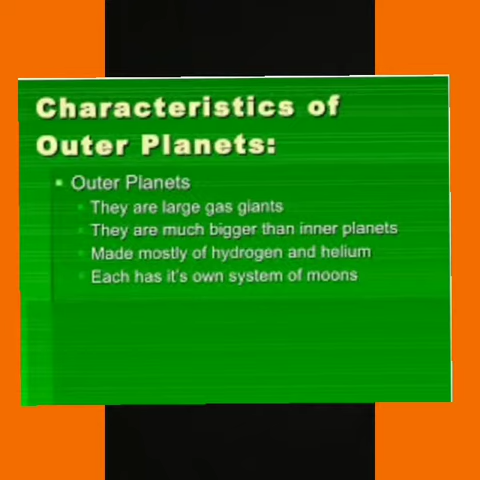 Characteristics of
Outer Planets:
Outer Planets
They are large gas giants
They are much bigger than inner planets
Made mostly of hydrogen and helium
Each has it's own system of moons